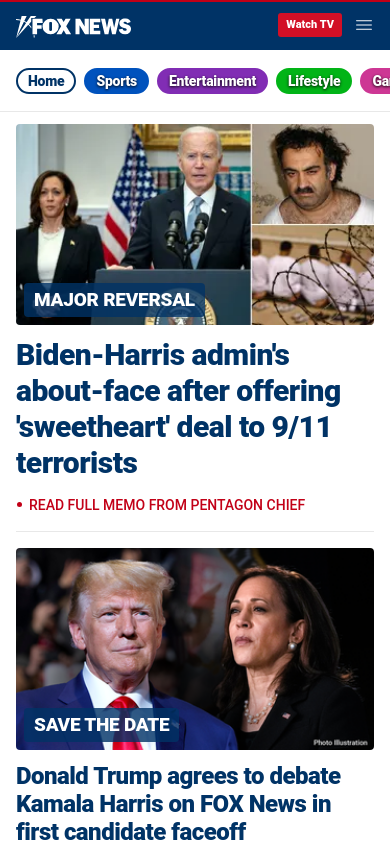 FOX NEWS
Watch TV
Home
Sports
Entertainment
Lifestyle
MAJOR REVERSAL
Biden-Harris admin's
about-face after offering
'sweetheart' deal to 9/11
terrorists
• READ FULL MEMO FROM PENTAGON CHIEF
SAVE THE DATE
Photo Illustration
Donald Trump agrees to debate
Kamala Harris on FOX News in
first candidate faceoff